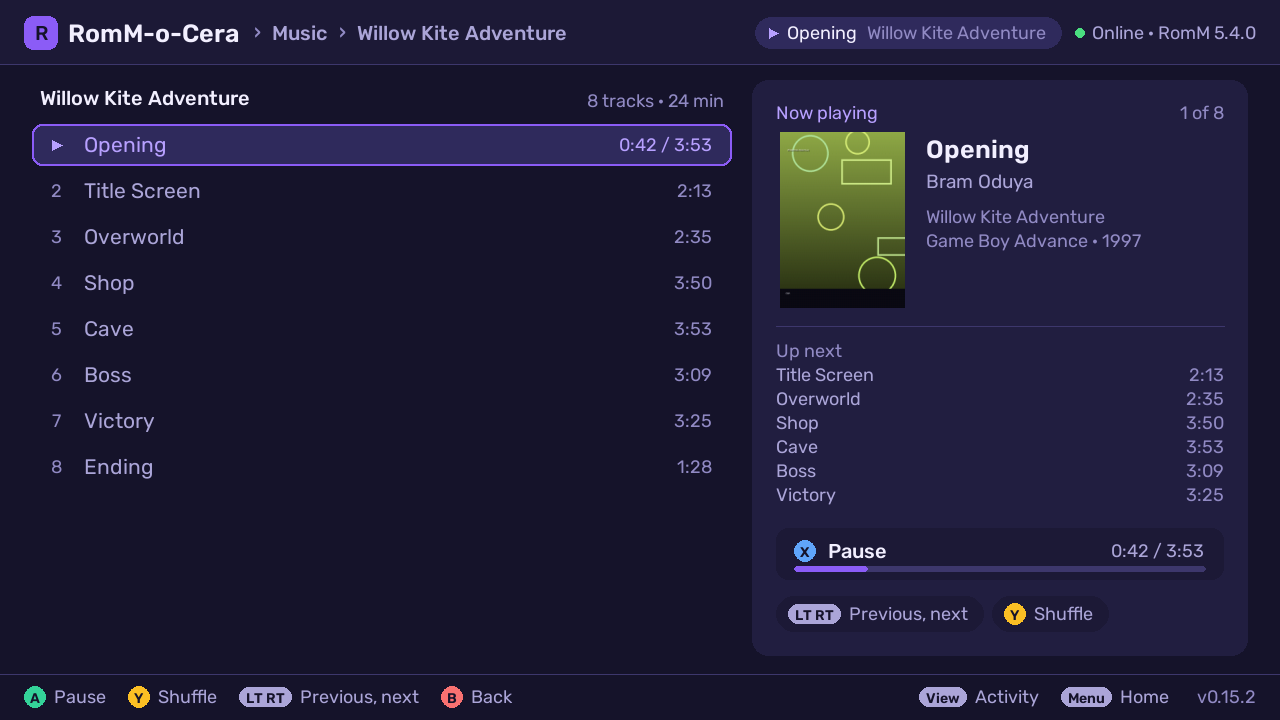 R RomM-o-Cera › Music › Willow Kite Adventure
Opening Willow Kite Adventure
Online • RomM 5.4.0
Willow Kite Adventure
8 tracks • 24 min
Opening 0:42 / 3:53
2 Title Screen 2:13
3 Overworld 2:35
4 Shop 3:50
5 Cave 3:53
6 Boss 3:09
7 Victory 3:25
8 Ending 1:28
Now playing 1 of 8
Opening
Bram Oduya
Willow Kite Adventure
Game Boy Advance • 1997
Up next
Title Screen 2:13
Overworld 2:35
Shop 3:50
Cave 3:53
Boss 3:09
Victory 3:25
X Pause 0:42 / 3:53
LT RT Previous, next Y Shuffle
A Pause Y Shuffle LT RT Previous, next B Back View Activity Menu Home v0.15.2